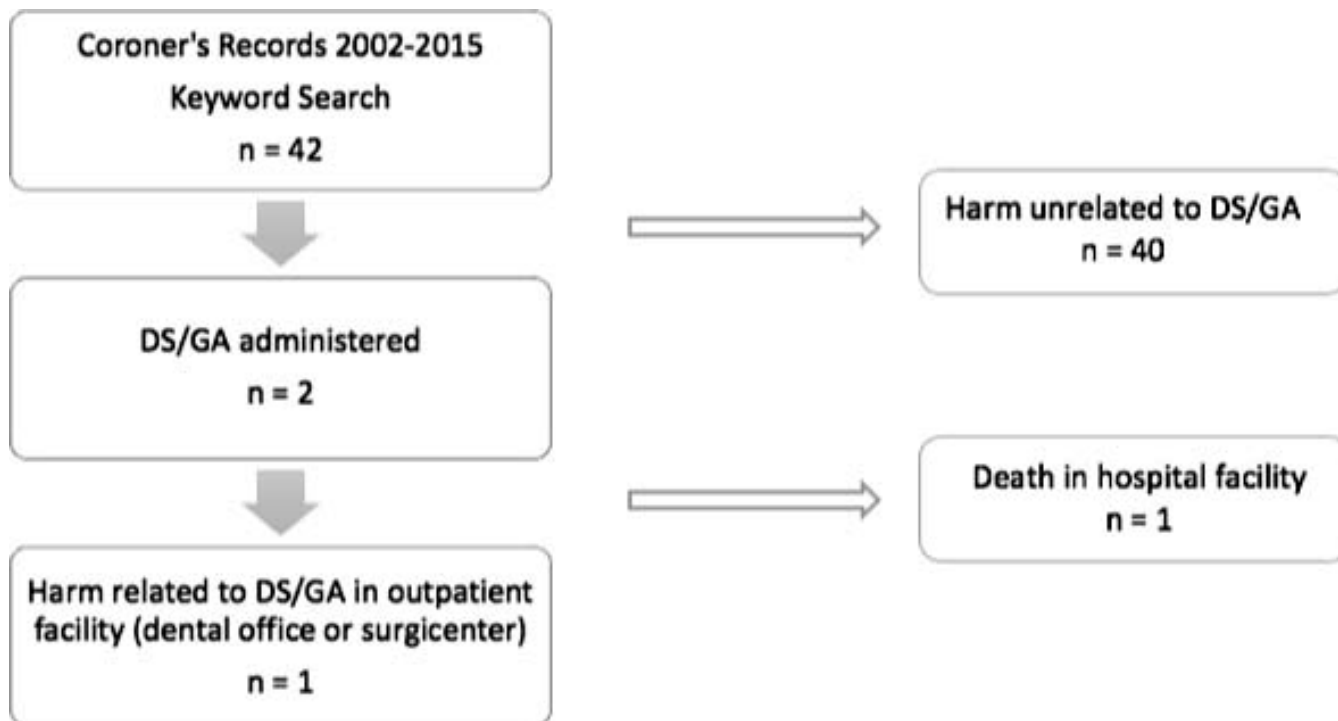 Coroner's Records 2002-2015
Keyword Search
n = 42
Harm unrelated to DS/GA
n = 40
DS/GA administered
n = 2
Death in hospital facility
n = 1
Harm related to DS/GA in outpatient
facility (dental office or surgicenter)
n = 1